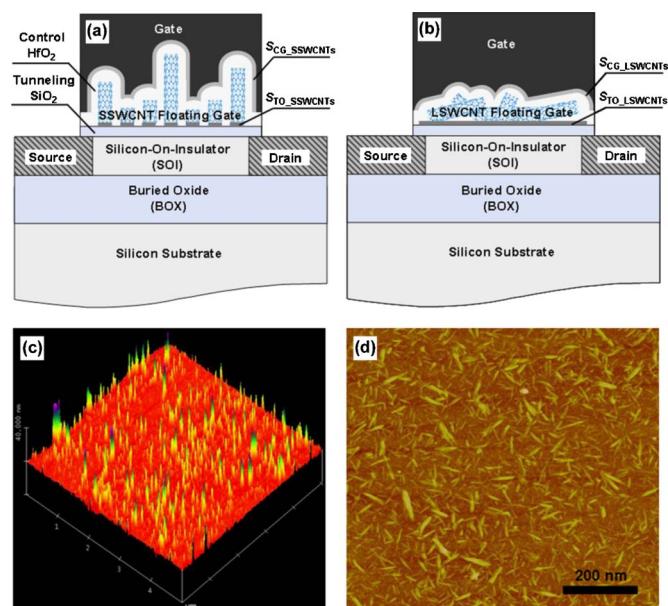 (a)
Gate
Control
HfO2
Tunneling
SiO2
SCG_SSWCNTs
STO_SSWCNTs
SSWCNT Floating Gate
Source
Silicon-On-Insulator
(SOI)
Drain
Buried Oxide
(BOX)
Silicon Substrate
(b)
Gate
SCG_LSWCNTs
STO_LSWCNTs
LSWCNT Floating Gate
Source
Silicon-On-Insulator
(SOI)
Drain
Buried Oxide
(BOX)
Silicon Substrate
(c)
40.000 nm
1
2
3
4
(d)
200 nm